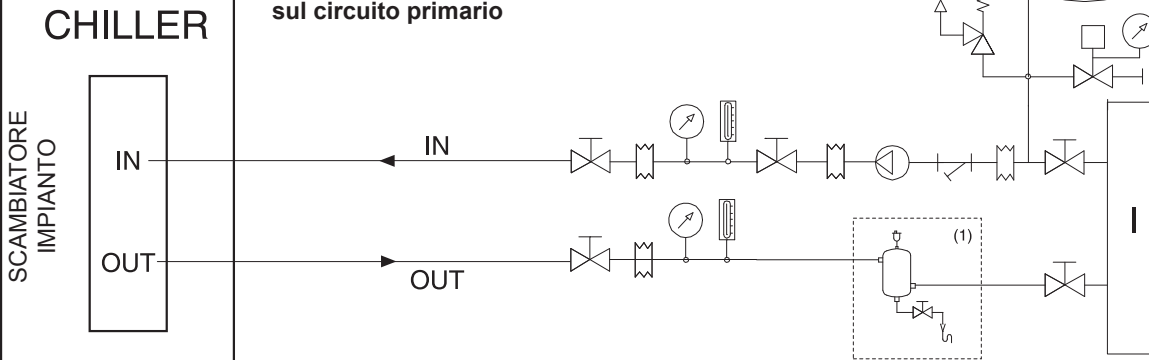 sul circuito primario
CHILLER
SCAMBIATORE
IMPIANTO
IN
IN
OUT
OUT
(1)
I